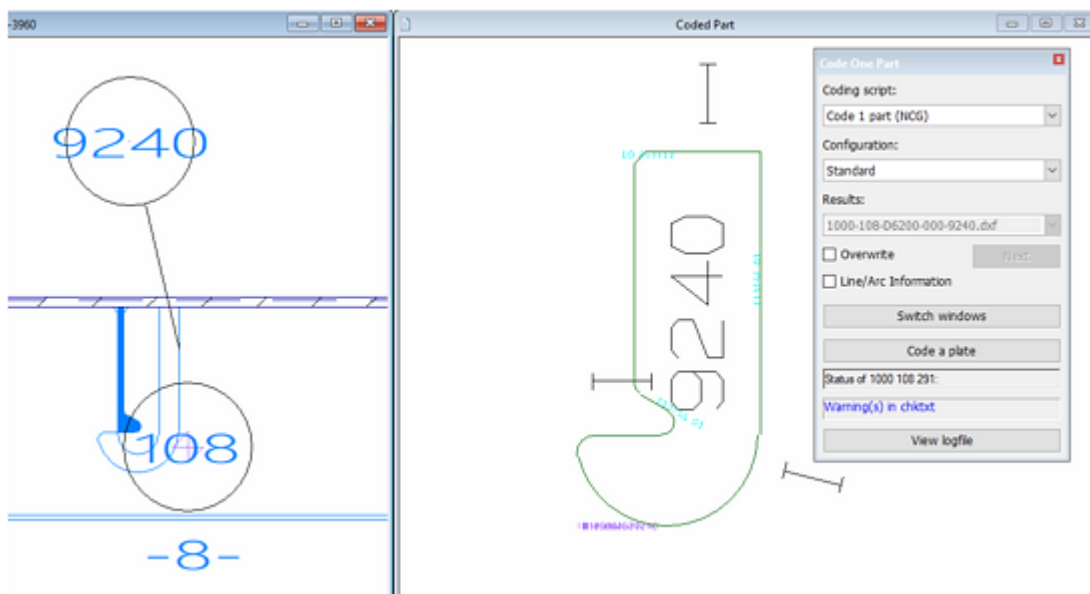 -3960
9240
108
-8-
Coded Part
9240
Code One Part
Coding script:
Code 1 part (NCG)
Configuration:
Standard
Results:
1000-108-D6200-000-9240.dxf
Overwrite
Next
Line/Arc Information
Switch windows
Code a plate
Status of 1000 108 291:
Warning(s) in chktxt
View logfile